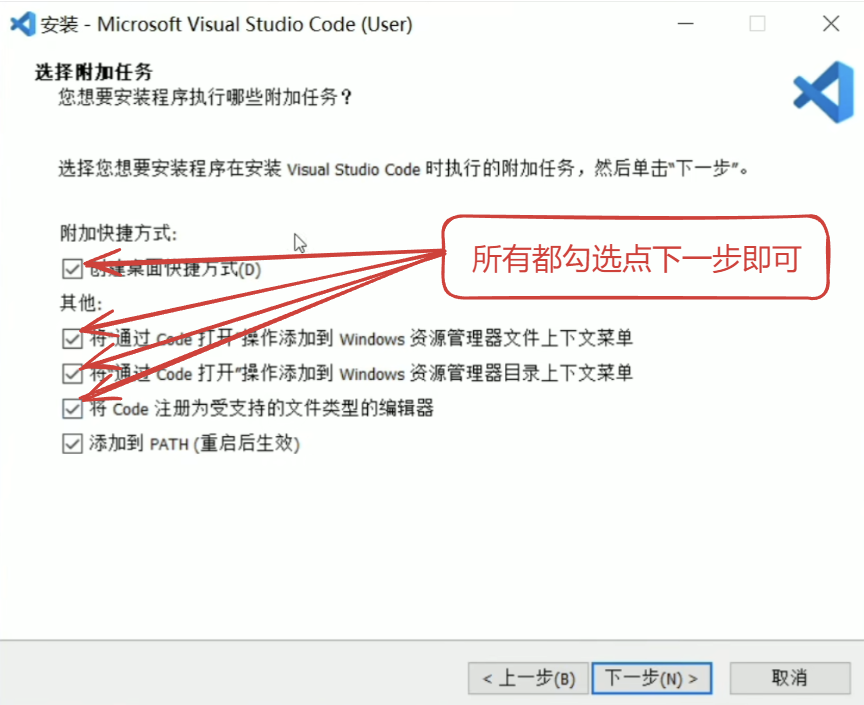 安装 - Microsoft Visual Studio Code (User)
选择附加任务
您想要安装程序执行哪些附加任务？
选择您想要安装程序在安装 Visual Studio Code 时执行的附加任务，然后单击“下一步”。
附加快捷方式:
所有都勾选点下一步即可
创建桌面快捷方式(D)
其他:
将“通过 Code 打开“操作添加到 Windows 资源管理器文件上下文菜单
将“通过 Code 打开”操作添加到 Windows 资源管理器目录上下文菜单
将 Code 注册为受支持的文件类型的编辑器
添加到 PATH (重启后生效)
< 上一步(B) 下一步(N) > 取消